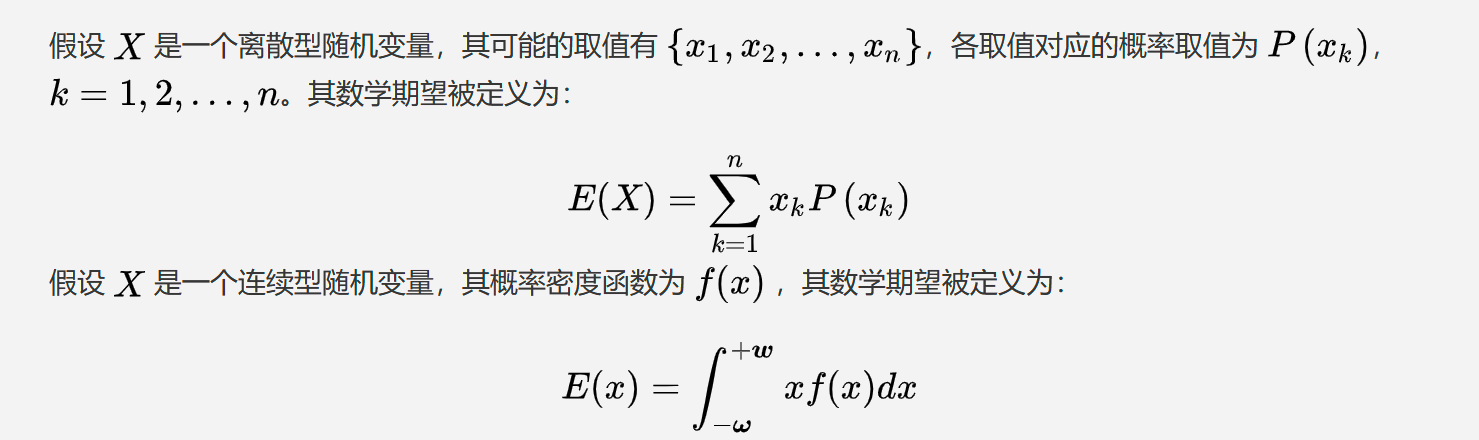 假设 X 是一个离散型随机变量，其可能的取值有 {x₁, x₂, . . . , xₙ}，各取值对应的概率取值为 P (xₖ) ,
k = 1, 2, . . . , n。其数学期望被定义为：
E(X) = ∑ₖ₌₁ⁿ xₖP (xₖ)
假设 X 是一个连续型随机变量，其概率密度函数为 f(x) ，其数学期望被定义为：
E(x) = ∫₋ω⁺ʷ xf(x)dx